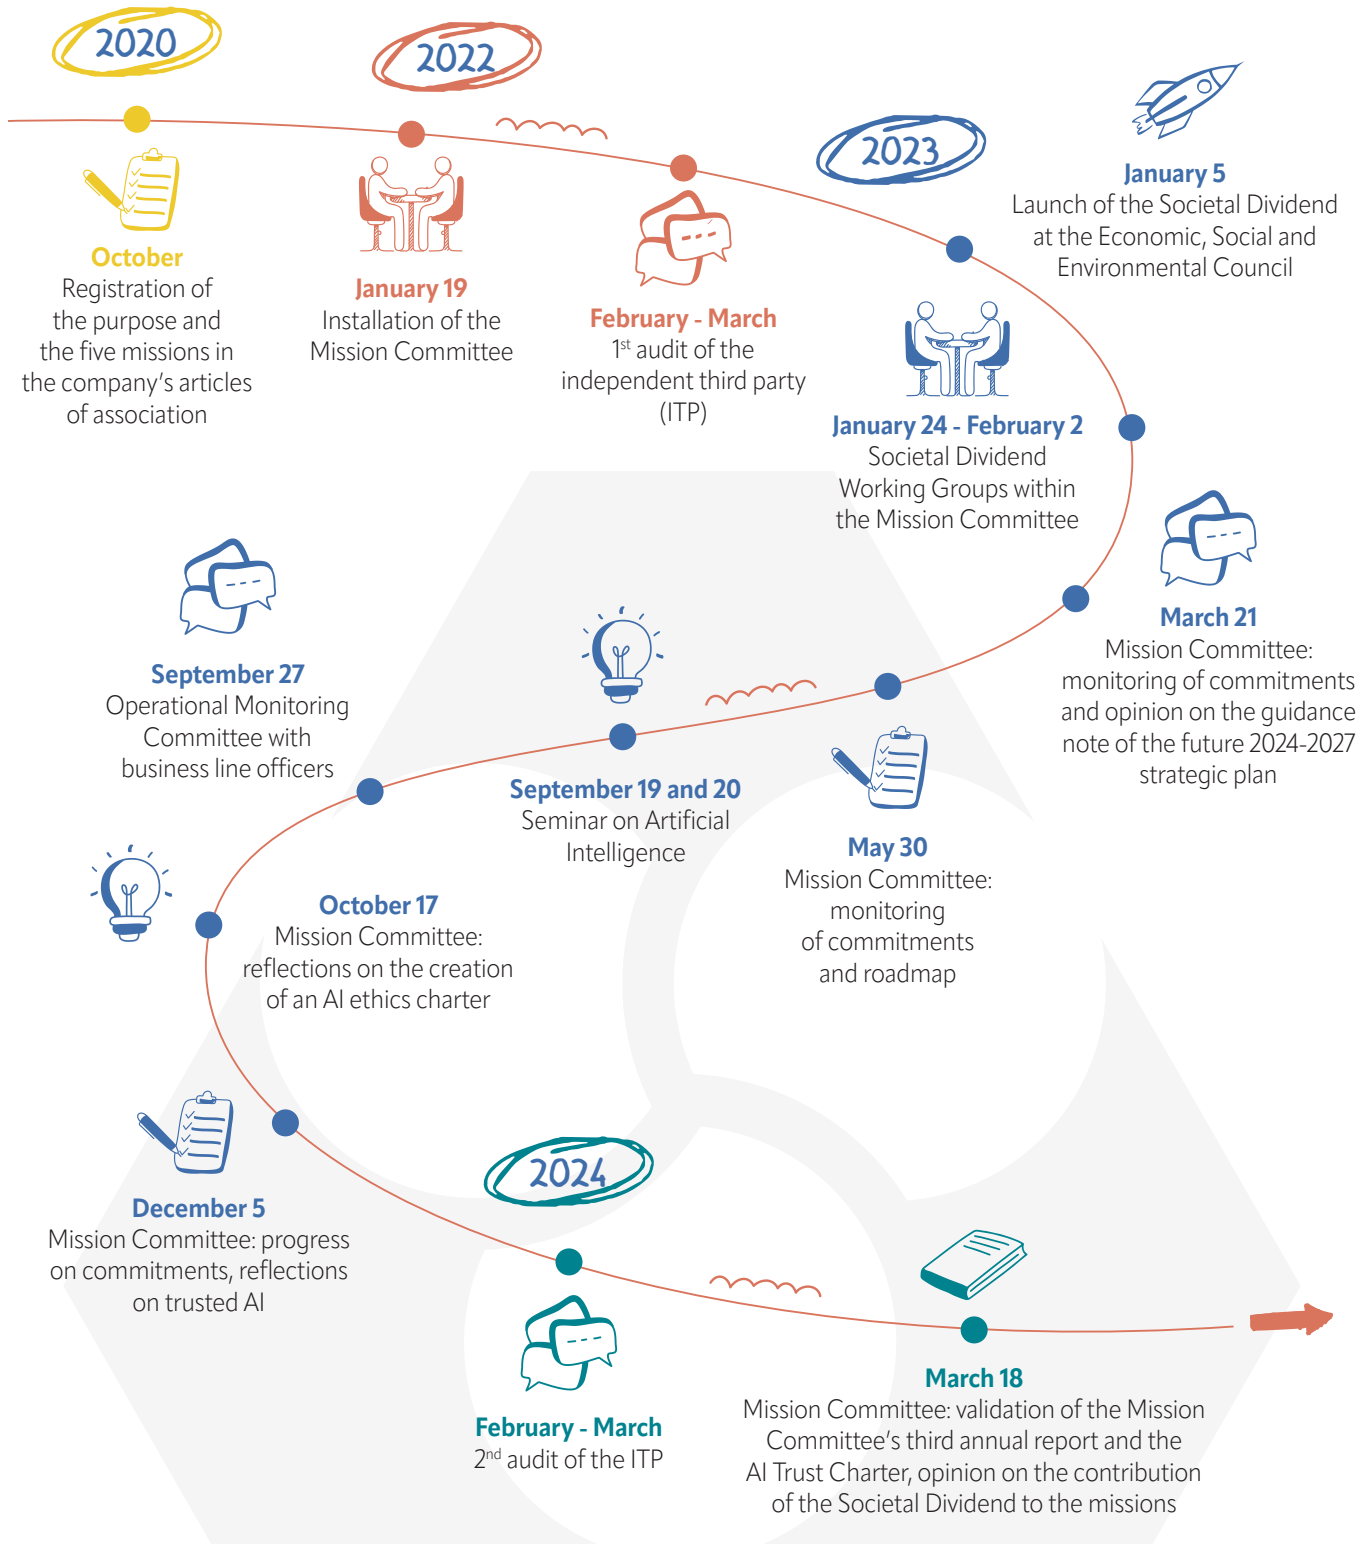 2020
October
Registration of
the purpose and
the five missions in
the company's articles
of association
2022
January 19
Installation of the
Mission Committee
February - March
1st audit of the
independent third party
(ITP)
2023
January 5
Launch of the Societal Dividend
at the Economic, Social and
Environmental Council
January 24 - February 2
Societal Dividend
Working Groups within
the Mission Committee
March 21
Mission Committee:
monitoring of commitments
and opinion on the guidance
note of the future 2024-2027
strategic plan
May 30
Mission Committee:
monitoring
of commitments
and roadmap
September 19 and 20
Seminar on Artificial
Intelligence
September 27
Operational Monitoring
Committee with
business line officers
October 17
Mission Committee:
reflections on the creation
of an AI ethics charter
December 5
Mission Committee: progress
on commitments, reflections
on trusted AI
2024
February - March
2nd audit of the ITP
March 18
Mission Committee: validation of the Mission
Committee's third annual report and the
AI Trust Charter, opinion on the contribution
of the Societal Dividend to the missions